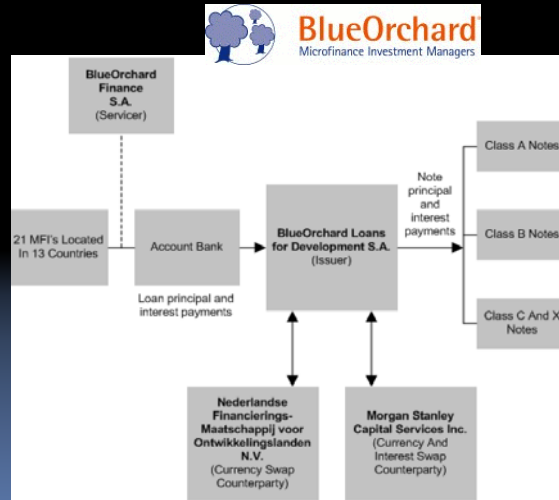 BlueOrchard
Microfinance Investment Managers
BlueOrchard
Finance
S.A.
(Servicer)
21 MFI's Located
In 13 Countries
Account Bank
Loan principal and
interest payments
BlueOrchard Loans
for Development S.A.
(Issuer)
Note
principal
and
interest
payments
Class A Notes
Class B Notes
Class C And X
Notes
Nederlandse
Financierings-
Maatschappij voor
Ontwikkelingslanden
N.V.
(Currency Swap
Counterparty)
Morgan Stanley
Capital Services Inc.
(Currency And
Interest Swap
Counterparty)